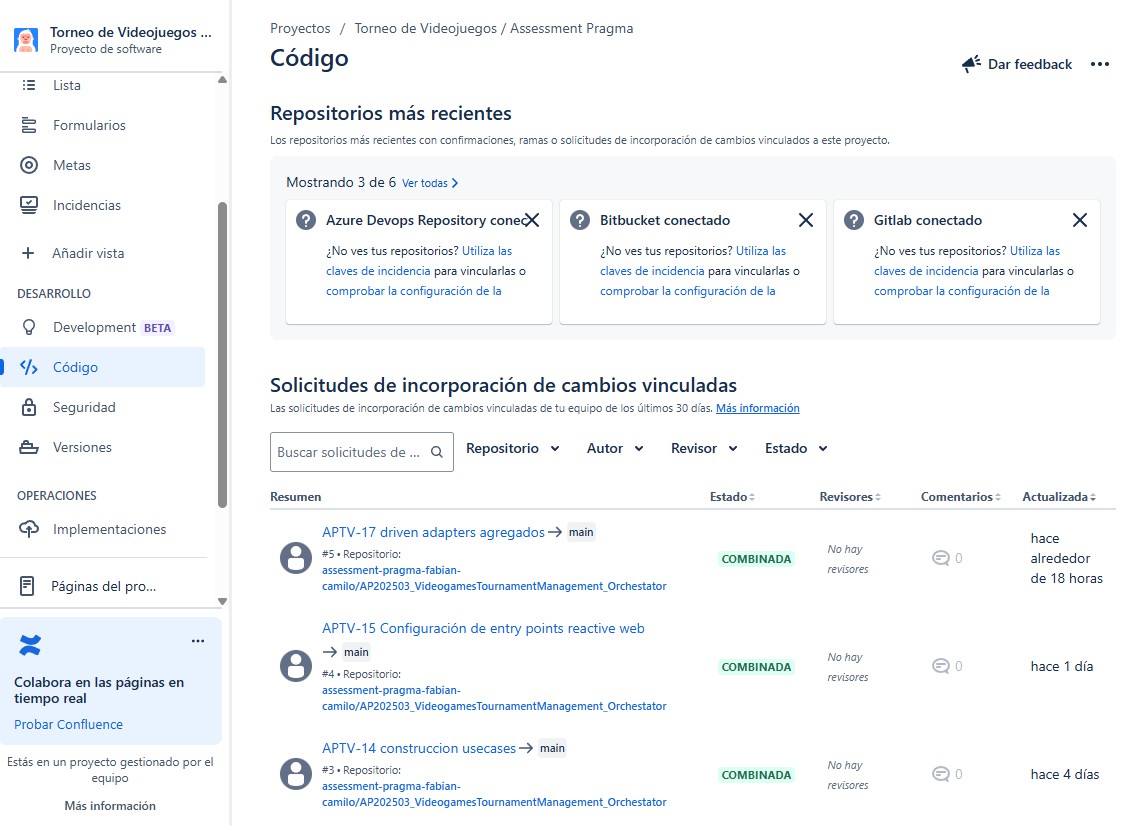 Torneo de Videojuegos ...
Proyecto de software
Lista
Formularios
Metas
Incidencias
Añadir vista
DESARROLLO
Development BETA
Código
Seguridad
Versiones
OPERACIONES
Implementaciones
Páginas del pro...
Colabora en las páginas en
tiempo real
Probar Confluence
Estás en un proyecto gestionado por el
equipo
Más información
Proyectos / Torneo de Videojuegos / Assessment Pragma
Código
Dar feedback
Repositorios más recientes
Los repositorios más recientes con confirmaciones, ramas o solicitudes de incorporación de cambios vinculados a este proyecto.
Mostrando 3 de 6 Ver todas
Azure Devops Repository conec
¿No ves tus repositorios? Utiliza las
claves de incidencia para vincularlas o
comprobar la configuración de la
Bitbucket conectado
¿No ves tus repositorios? Utiliza las
claves de incidencia para vincularlas o
comprobar la configuración de la
Gitlab conectado
¿No ves tus repositorios? Utiliza las
claves de incidencia para vincularlas o
comprobar la configuración de la
Solicitudes de incorporación de cambios vinculadas
Las solicitudes de incorporación de cambios vinculadas de tu equipo de los últimos 30 días. Más información
Buscar solicitudes de ... Repositorio Autor Revisor Estado
Resumen Estado Revisores Comentarios Actualizada
APTV-17 driven adapters agregados → main
#5 • Repositorio:
assessment-pragma-fabian-
camilo/AP202503_VideogamesTournamentManagement_Orchestator
COMBINADA
No hay
revisores
0
hace
alrededor
de 18 horas
APTV-15 Configuración de entry points reactive web
→ main
#4 • Repositorio:
assessment-pragma-fabian-
camilo/AP202503_VideogamesTournamentManagement_Orchestator
COMBINADA
No hay
revisores
0
hace 1 día
APTV-14 construccion usecases → main
#3 • Repositorio:
assessment-pragma-fabian-
camilo/AP202503_VideogamesTournamentManagement_Orchestator
COMBINADA
No hay
revisores
0
hace 4 días